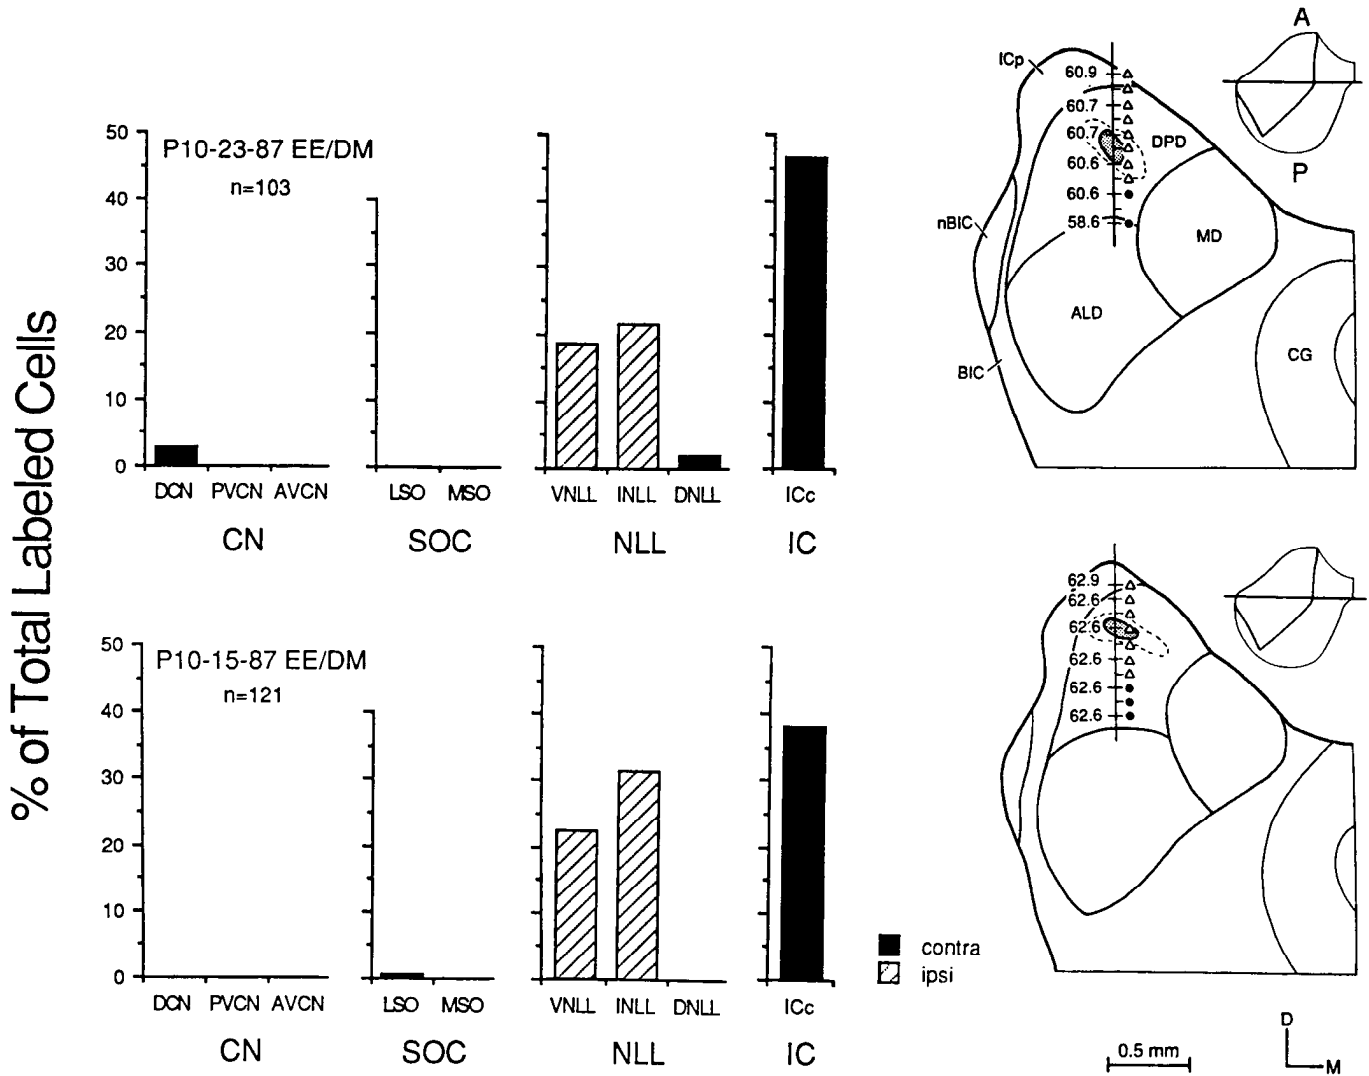 % of Total Labeled Cells
P10-23-87 EE/DM
n=103
50
40
30
20
10
0
DCN PVCN AVCN
CN
LSO MSO
SOC
VNLL INLL DNLL
NLL
ICc
IC
A
P
ICp
60.9
60.7
60.7
60.6
60.6
58.6
DPD
nBIC
MD
ALD
BIC
CG
P10-15-87 EE/DM
n=121
50
40
30
20
10
0
DCN PVCN AVCN
CN
LSO MSO
SOC
VNLL INLL DNLL
NLL
ICc
IC
contra
ipsi
62.9
62.6
62.6
62.6
62.6
62.6
0.5 mm
D
M